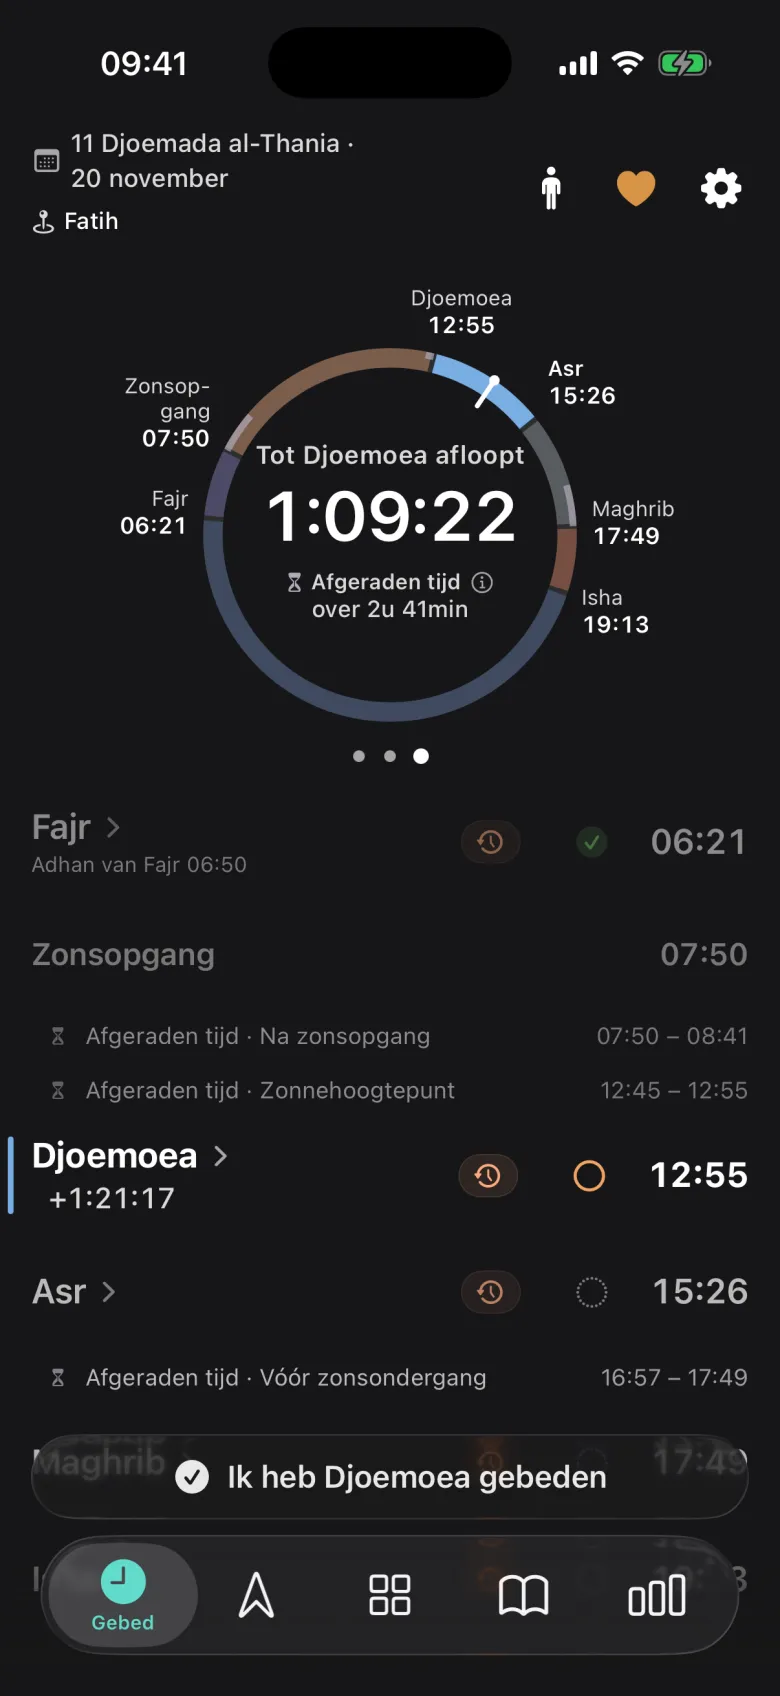 09:41
11 Djoemada al-Thania ·
20 november
Fatih
Djoemoea
12:55
Asr
15:26
Zonsop-
gang
07:50
Tot Djoemoea afloopt
Fajr
06:21
1:09:22
Maghrib
17:49
Afgeraden tijd
over 2u 41min
Isha
19:13
Fajr
Adhan van Fajr 06:50
06:21
Zonsopgang
07:50
Afgeraden tijd · Na zonsopgang
07:50 – 08:41
Afgeraden tijd · Zonnehoogtepunt
12:45 – 12:55
Djoemoea
+1:21:17
12:55
Asr
15:26
Afgeraden tijd · Vóór zonsondergang
16:57 – 17:49
Maghrib
17:49
Ik heb Djoemoea gebeden
Gebed